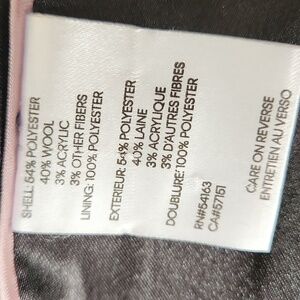 SHELL: 54% POLYESTER
40% WOOL
3% ACRYLIC
3% OTHER FIBERS
LINING: 100% POLYESTER
EXTERIEUR: 54% POLYESTER
40% LAINE
3% ACRYLIQUE
3% D'AUTRES FIBRES
DOUBLURE: 100% POLYESTER
RN#54163
CA#57151
CARE ON REVERSE
ENTRETIEN AU VERSO